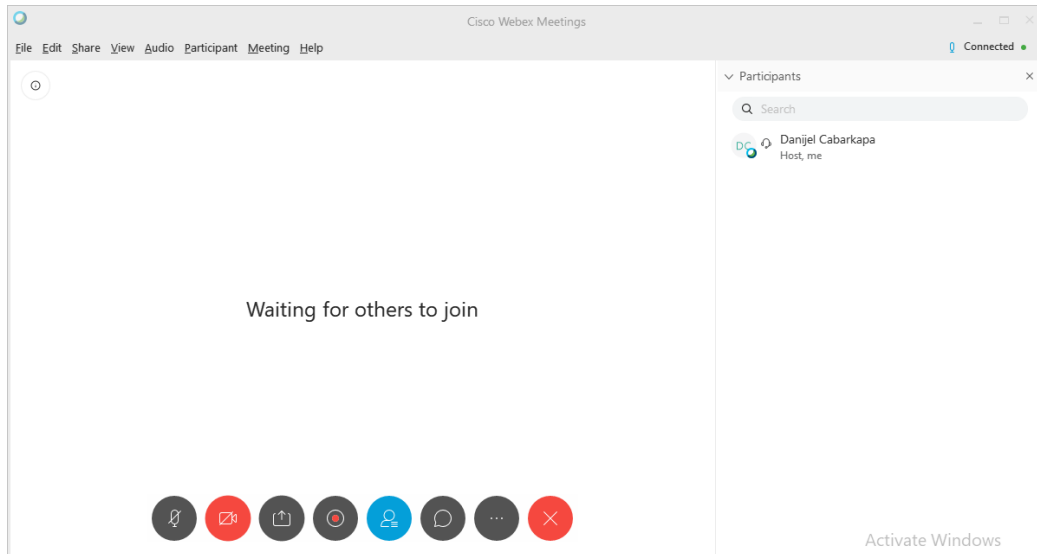 Cisco Webex Meetings
File Edit Share View Audio Participant Meeting Help
Connected
Participants
Search
DC
Danijel Cabarkapa
Host, me
Waiting for others to join
Activate Windows